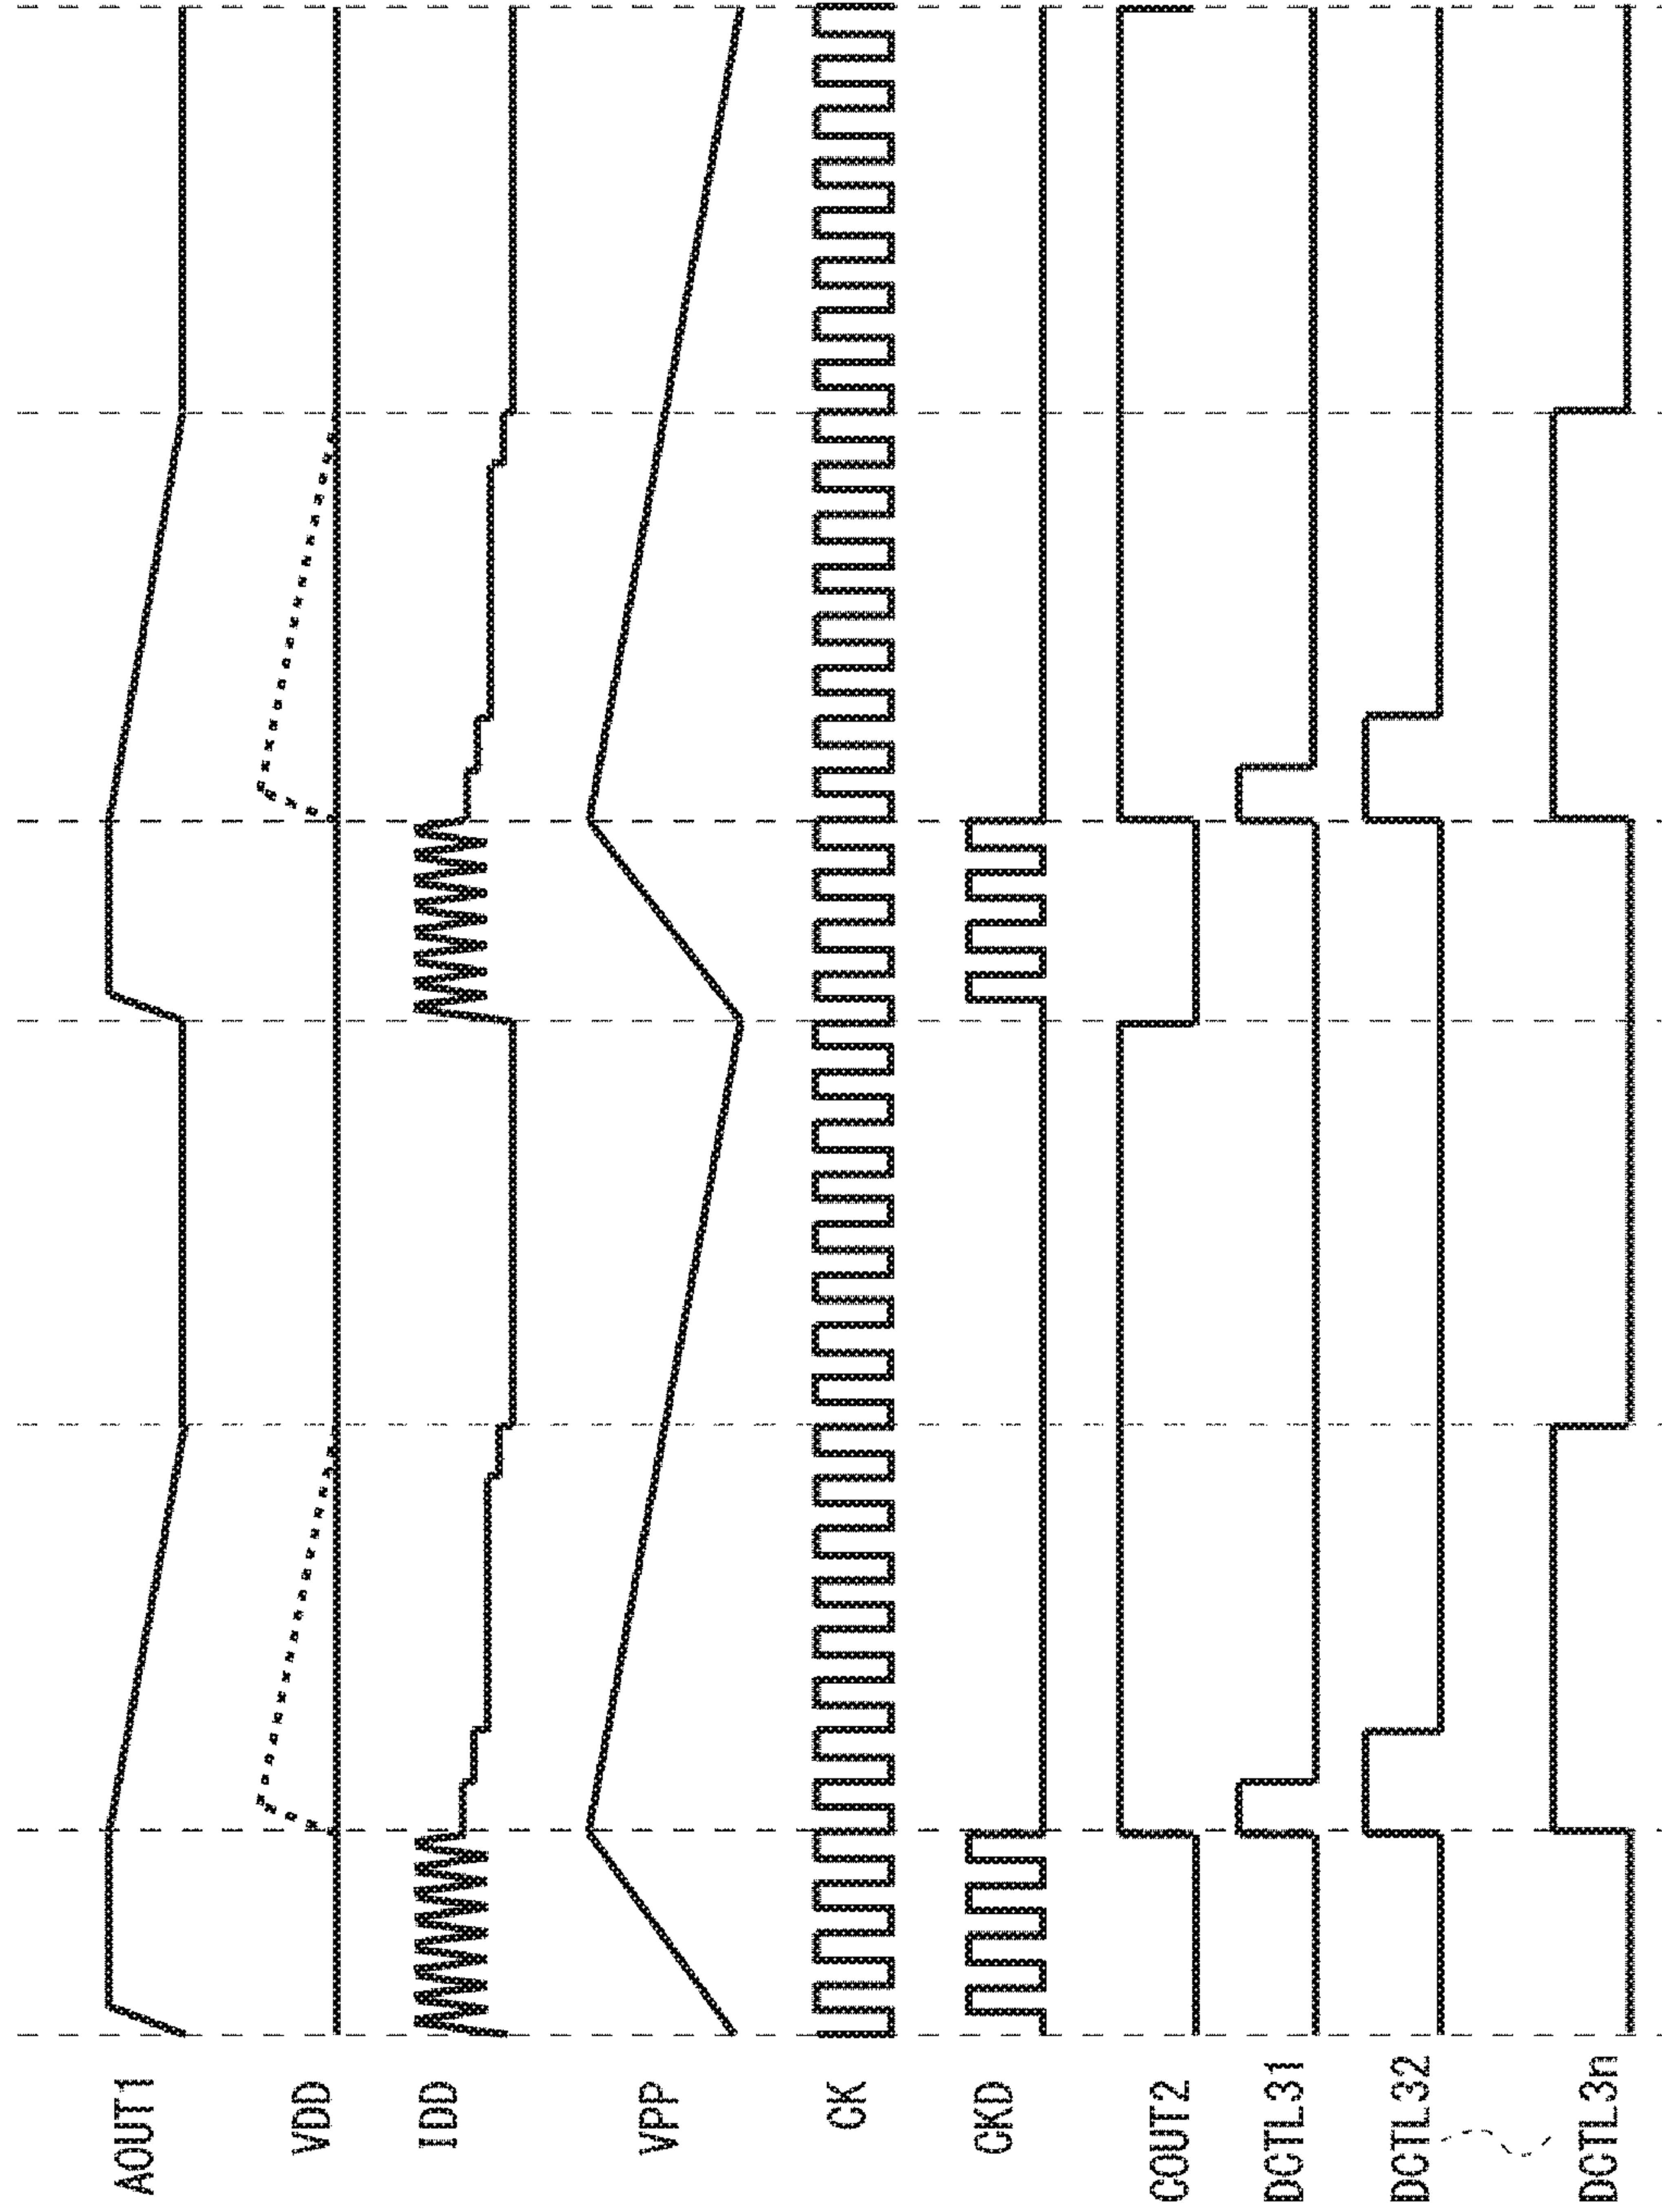 AOUT1
VDD
IDD
VPP
CK
CKD
COUT2
DCTL31
DCTL32
DCTL3n